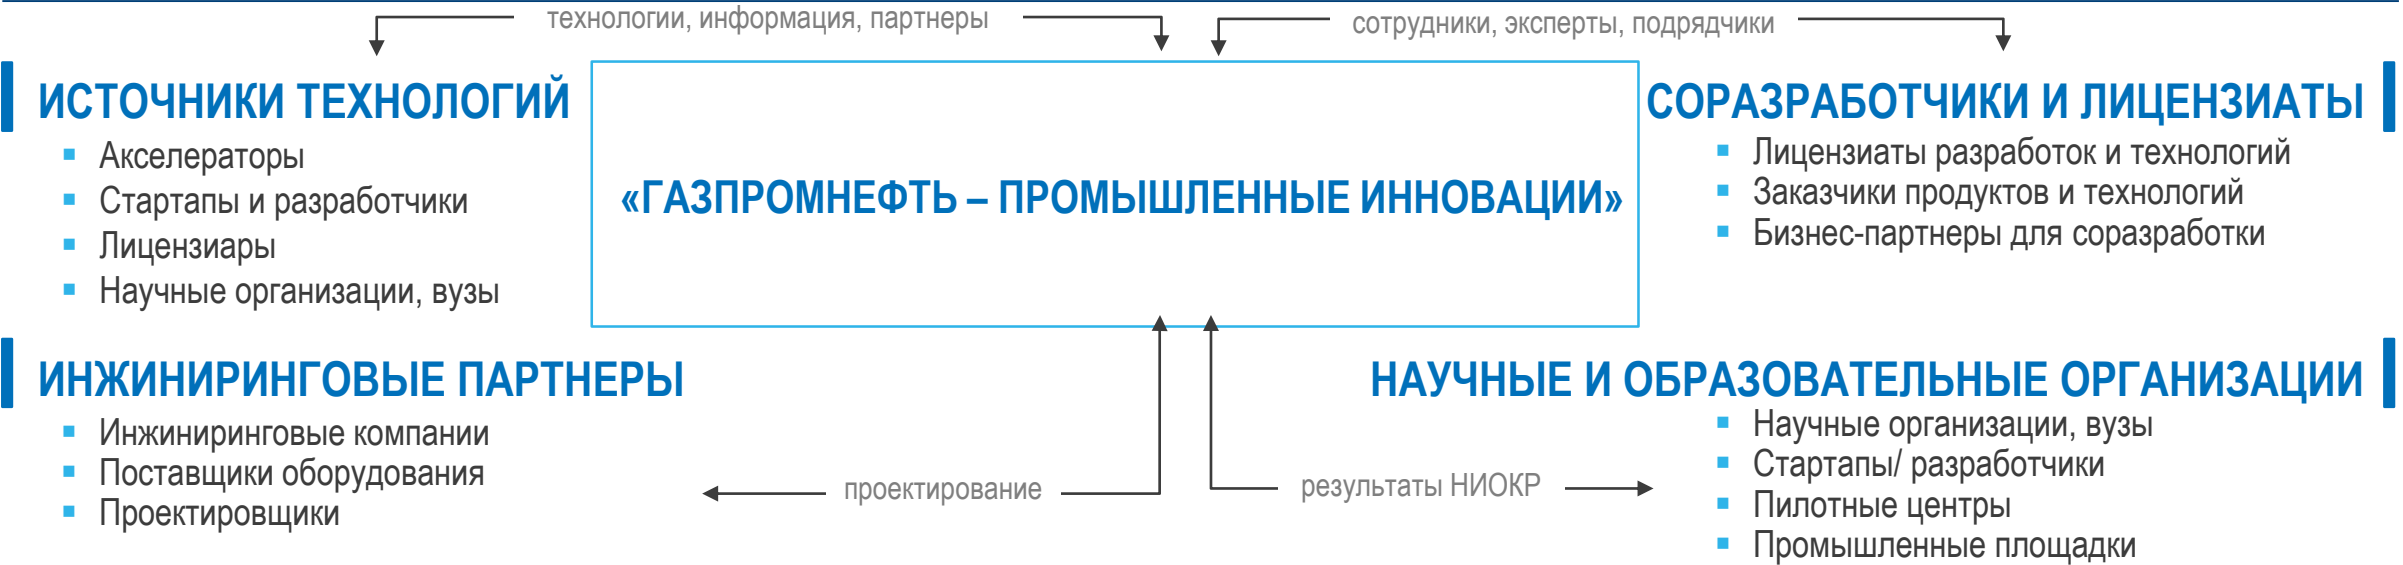 технологии, информация, партнеры
сотрудники, эксперты, подрядчики
ИСТОЧНИКИ ТЕХНОЛОГИЙ
Акселераторы
Стартапы и разработчики
Лицензиары
Научные организации, вузы
«ГАЗПРОМНЕФТЬ – ПРОМЫШЛЕННЫЕ ИННОВАЦИИ»
СОРАЗРАБОТЧИКИ И ЛИЦЕНЗИАТЫ
Лицензиаты разработок и технологий
Заказчики продуктов и технологий
Бизнес-партнеры для соразработки
ИНЖИНИРИНГОВЫЕ ПАРТНЕРЫ
Инжиниринговые компании
Поставщики оборудования
Проектировщики
проектирование
результаты НИОКР
НАУЧНЫЕ И ОБРАЗОВАТЕЛЬНЫЕ ОРГАНИЗАЦИИ
Научные организации, вузы
Стартапы/ разработчики
Пилотные центры
Промышленные площадки